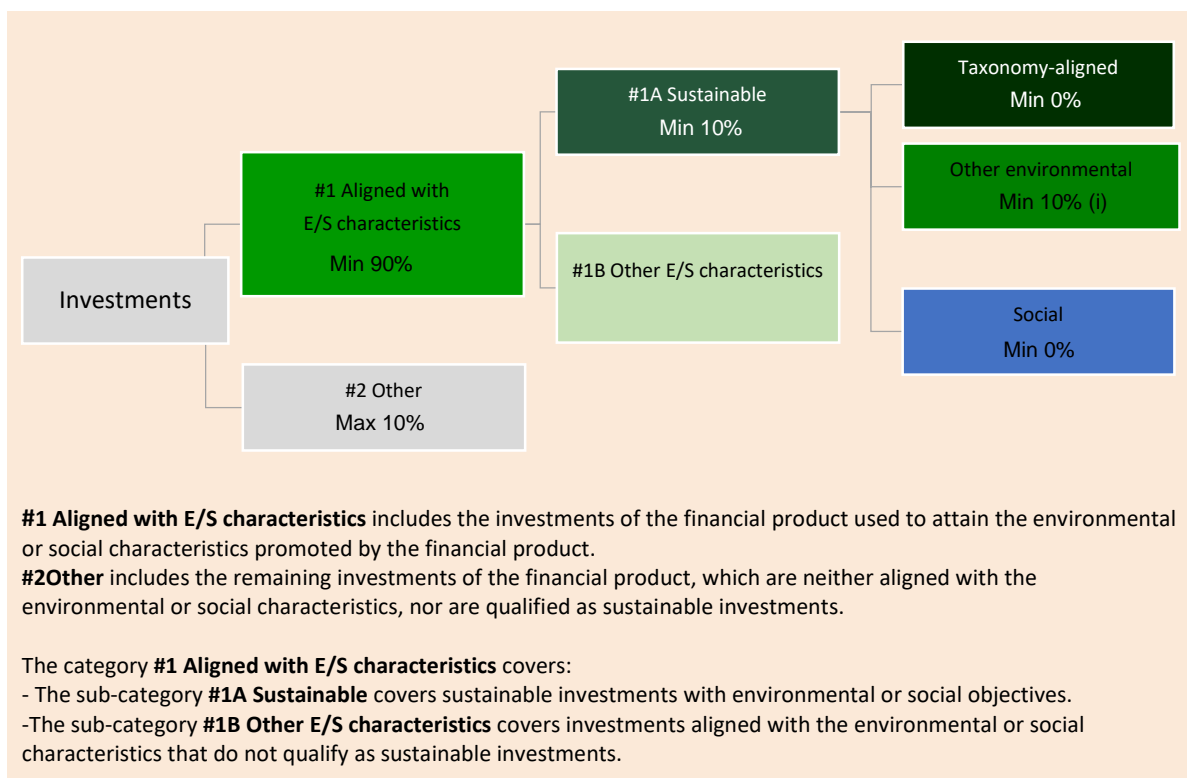 Investments
#1 Aligned with
E/S characteristics
Min 90%
#2 Other
Max 10%
#1A Sustainable
Min 10%
#1B Other E/S characteristics
Taxonomy-aligned
Min 0%
Other environmental
Min 10% (i)
Social
Min 0%
#1 Aligned with E/S characteristics includes the investments of the financial product used to attain the environmental
or social characteristics promoted by the financial product.
#2Other includes the remaining investments of the financial product, which are neither aligned with the
environmental or social characteristics, nor are qualified as sustainable investments.
The category #1 Aligned with E/S characteristics covers:
- The sub-category #1A Sustainable covers sustainable investments with environmental or social objectives.
-The sub-category #1B Other E/S characteristics covers investments aligned with the environmental or social
characteristics that do not qualify as sustainable investments.